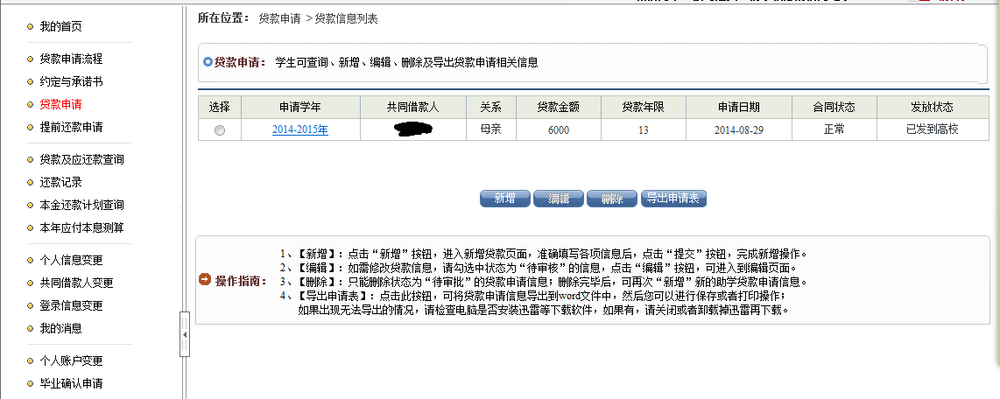 我的首页
贷款申请流程
约定与承诺书
贷款申请
提前还款申请
贷款及应还款查询
还款记录
本金还款计划查询
本年应付本息测算
个人信息变更
共同借款人变更
登录信息变更
我的消息
个人账户变更
毕业确认申请
所在位置： 贷款申请 >贷款信息列表
贷款申请： 学生可查询、新增、编辑、删除及导出贷款申请相关信息
选择 申请学年 共同借款人 关系 贷款金额 贷款年限 申请日期 合同状态 发放状态
2014-2015年 母亲 6000 13 2014-08-29 正常 已发到高校
新增 编辑 删除 导出申请表
操作指南：
1、【新增】：点击“新增”按钮，进入新增贷款页面，准确填写各项信息后，点击“提交”按钮，完成新增操作。
2、【编辑】：如需修改贷款信息，请勾选中状态为“待审核”的信息，点击“编辑”按钮，可进入到编辑页面。
3、【删除】：只能删除状态为“待审批”的贷款申请信息；删除完毕后，可再次“新增”新的助学贷款申请信息。
4、【导出申请表】：点击此按钮，可将贷款申请信息导出到word文件中，然后您可以进行保存或者打印操作；
如果出现无法导出的情况，请检查电脑是否安装迅雷等下载软件，如果有，请关闭或者卸载掉迅雷再下载。